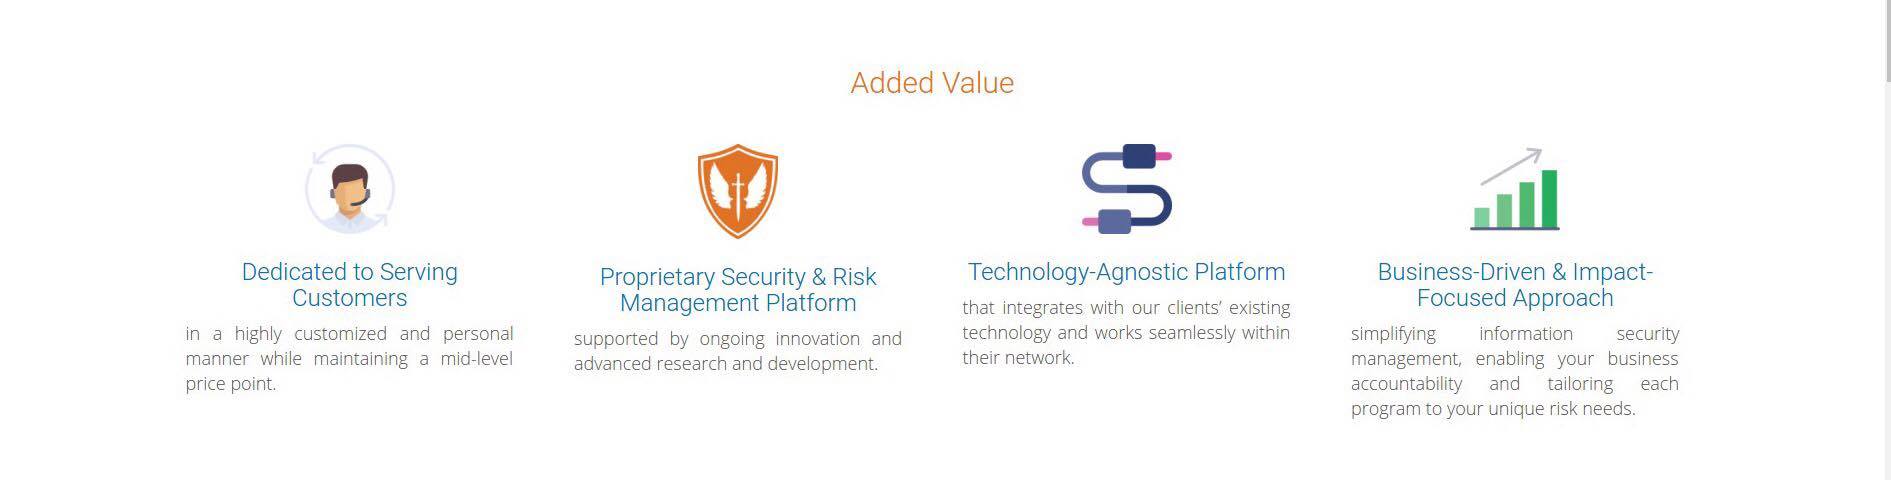 Added Value
Dedicated to Serving
Customers
in a highly customized and personal
manner while maintaining a mid-level
price point.
Proprietary Security & Risk
Management Platform
supported by ongoing innovation and
advanced research and development.
Technology-Agnostic Platform
that integrates with our clients’ existing
technology and works seamlessly within
their network.
Business-Driven & Impact-
Focused Approach
simplifying information security
management, enabling your business
accountability and tailoring each
program to your unique risk needs.